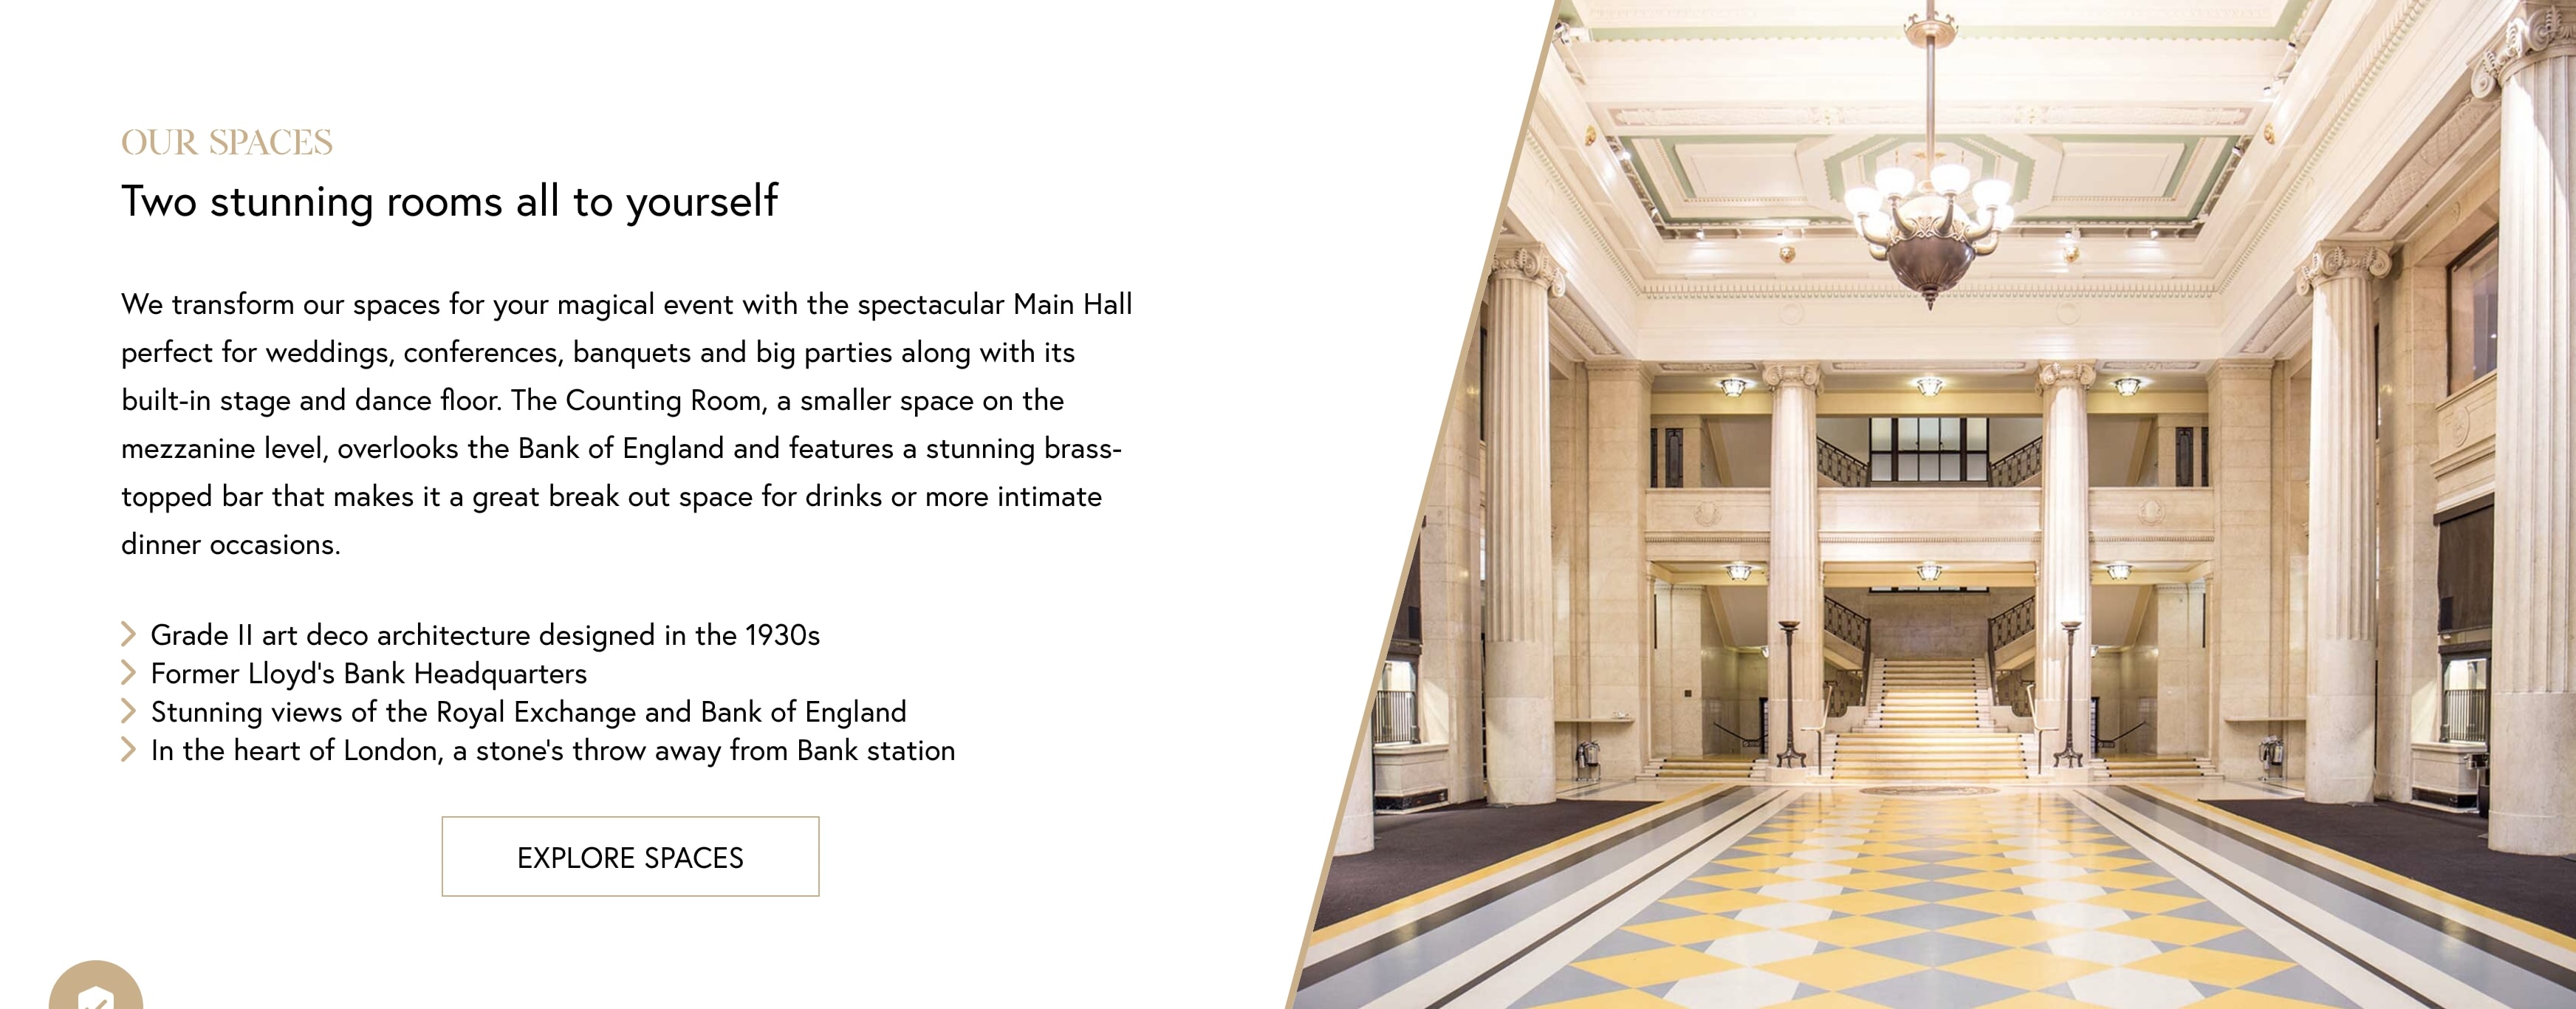 OUR SPACES
Two stunning rooms all to yourself
We transform our spaces for your magical event with the spectacular Main Hall
perfect for weddings, conferences, banquets and big parties along with its
built-in stage and dance floor. The Counting Room, a smaller space on the
mezzanine level, overlooks the Bank of England and features a stunning brass-
topped bar that makes it a great break out space for drinks or more intimate
dinner occasions.
Grade II art deco architecture designed in the 1930s
Former Lloyd's Bank Headquarters
Stunning views of the Royal Exchange and Bank of England
In the heart of London, a stone's throw away from Bank station
EXPLORE SPACES